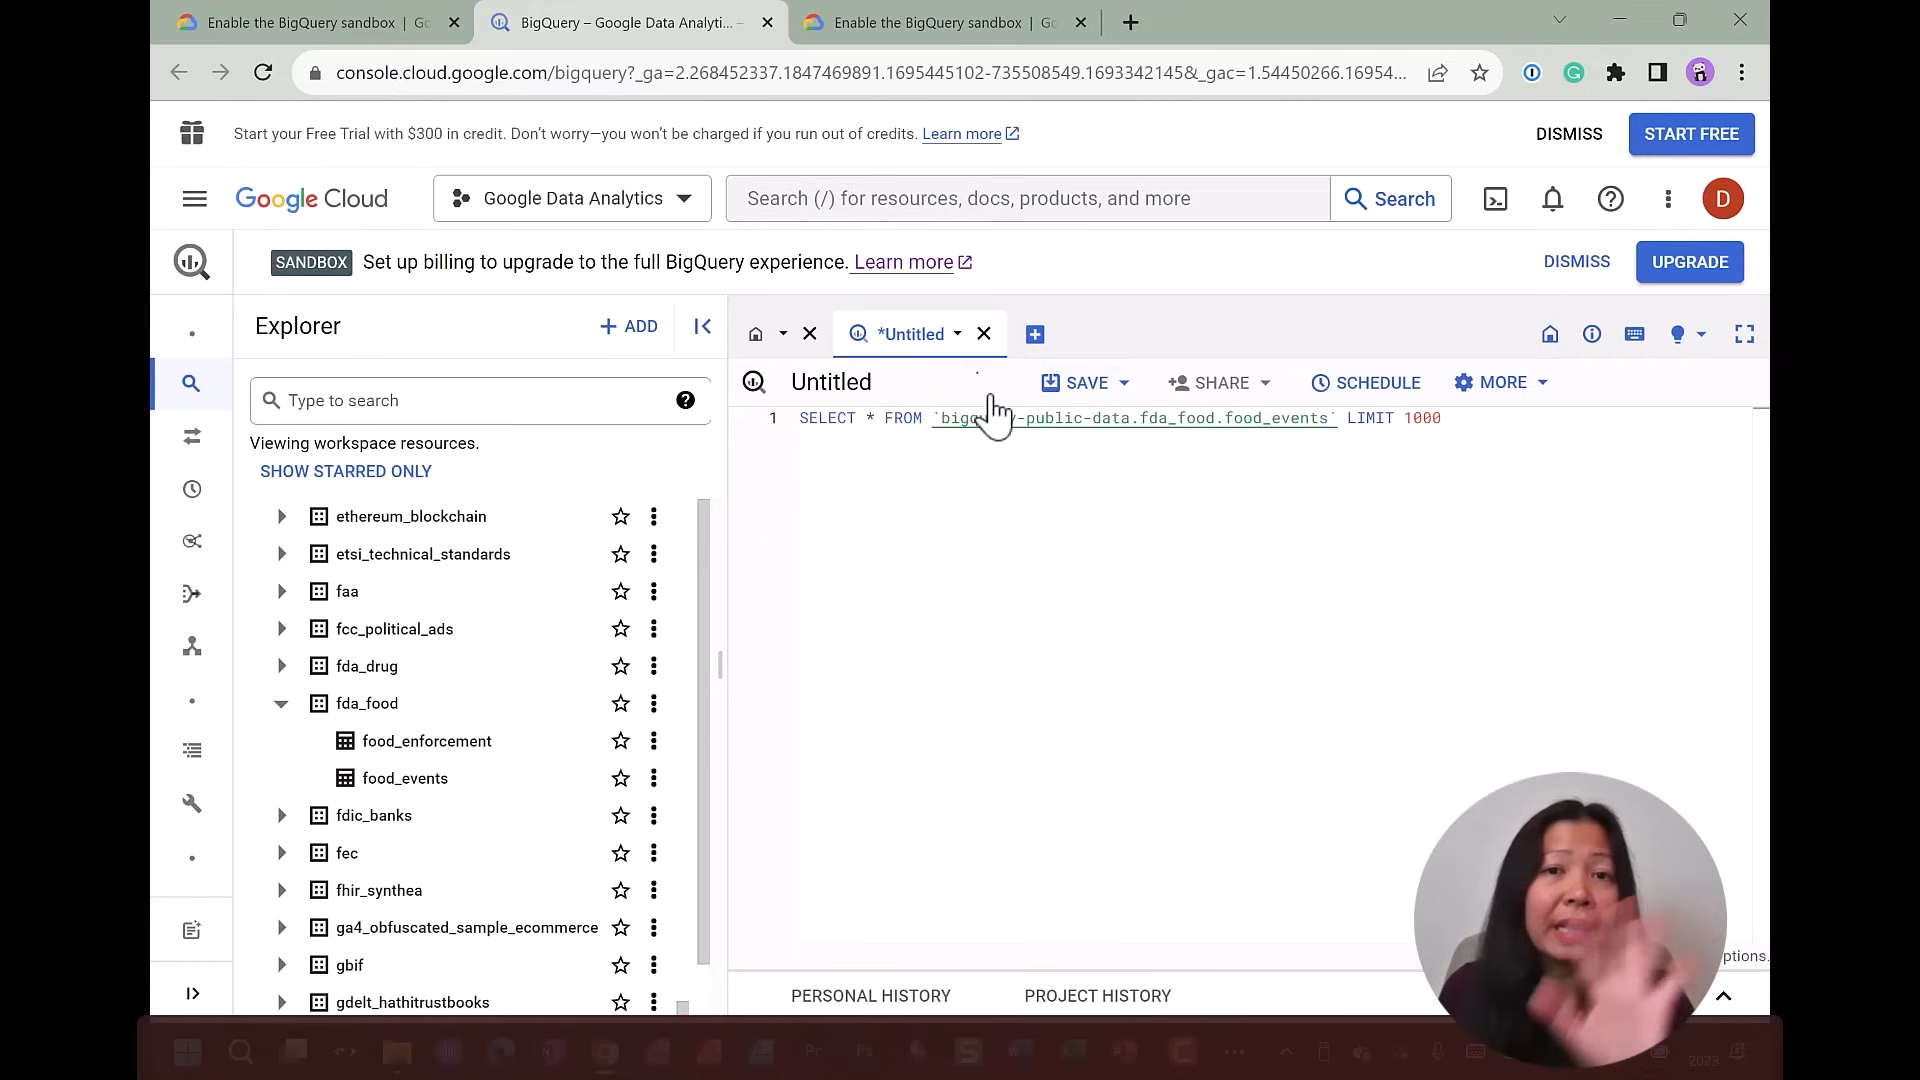 Enable the BigQuery sandbox | Go
BigQuery – Google Data Analyti…
Enable the BigQuery sandbox | Go
console.cloud.google.com/bigquery?_ga=2.268452337.1847469891.1695445102-735508549.1693342145&_gac=1.54450266.16954...
Start your Free Trial with $300 in credit. Don't worry—you won't be charged if you run out of credits. Learn more
DISMISS
START FREE
Google Cloud
Google Data Analytics
Search (/) for resources, docs, products, and more
Search
D
SANDBOX Set up billing to upgrade to the full BigQuery experience. Learn more
DISMISS
UPGRADE
Explorer
+ ADD
*Untitled
Untitled
SAVE
SHARE
SCHEDULE
MORE
Type to search
1 SELECT * FROM `bigquery-public-data.fda_food.food_events` LIMIT 1000
Viewing workspace resources.
SHOW STARRED ONLY
ethereum_blockchain
etsi_technical_standards
faa
fcc_political_ads
fda_drug
fda_food
food_enforcement
food_events
fdic_banks
fec
fhir_synthea
ga4_obfuscated_sample_ecommerce
gbif
gdelt_hathitrustbooks
ptions.
PERSONAL HISTORY
PROJECT HISTORY
2023